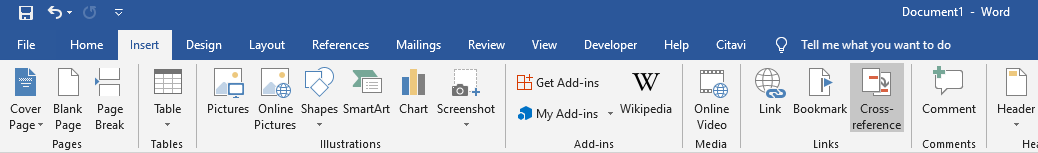 Document1 - Word
File Home Insert Design Layout References Mailings Review View Developer Help Citavi Tell me what you want to do
Cover Page
Blank Page
Page Break
Pages
Table
Tables
Pictures
Online Pictures
Shapes
SmartArt
Chart
Screenshot
Illustrations
Get Add-ins
My Add-ins
W
Wikipedia
Add-ins
Online Video
Media
Link
Bookmark
Cross-reference
Links
Comment
Comments
Header